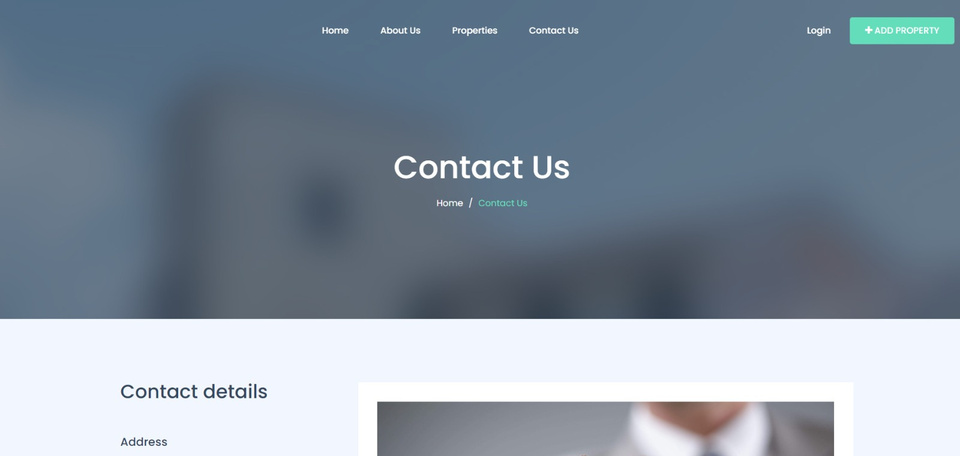 Home About Us Properties Contact Us Login ADD PROPERTY
Contact Us
Home / Contact Us
Contact details
Address